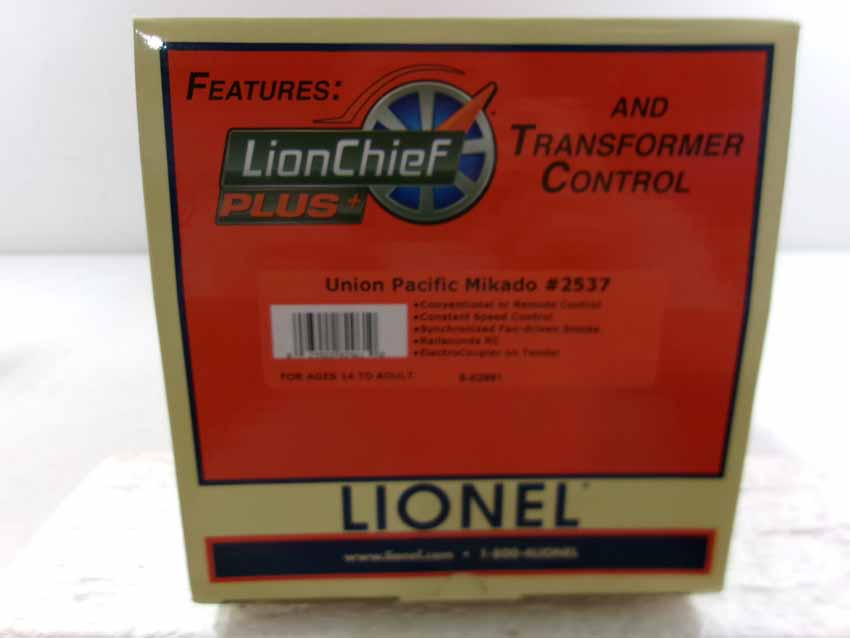 FEATURES:
LionChief
PLUS+
AND
TRANSFORMER
CONTROL
Union Pacific Mikado #2537
•Conventional or Remote Control
•Constant Speed Control
•Synchronized Fan-driven Smoke
•RailSounds RC
•ElectroCoupler on Tender
FOR AGES 14 TO ADULT
LIONEL
www.lionel.com • 1-800-4LIONEL